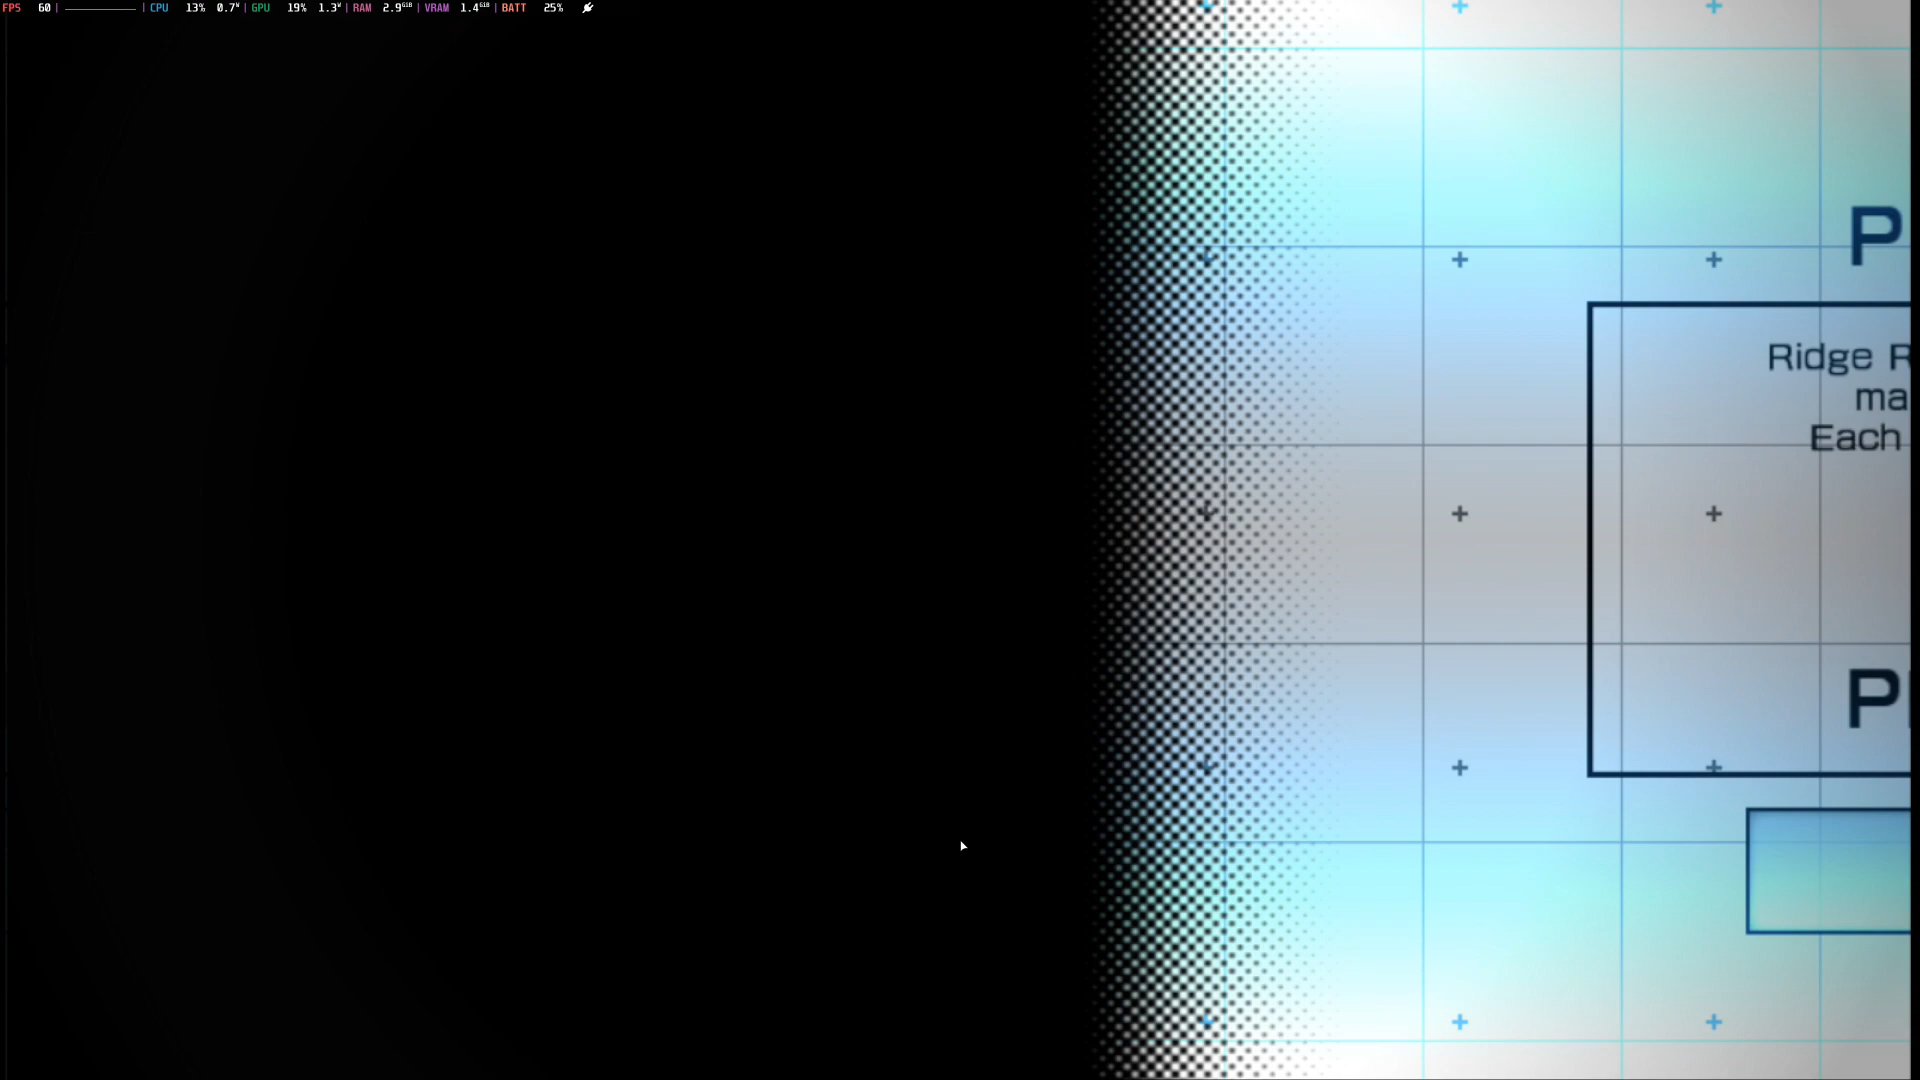 FPS 60 | CPU 13% 0.7W | GPU 19% 1.3W | RAM 2.9GiB | VRAM 1.4GiB | BATT 25%
P
Ridge R
ma
Each
P